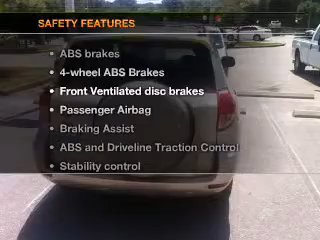 SAFETY FEATURES
• ABS brakes
• 4-wheel ABS Brakes
• Front Ventilated disc brakes
• Passenger Airbag
• Braking Assist
• ABS and Driveline Traction Control
• Stability control